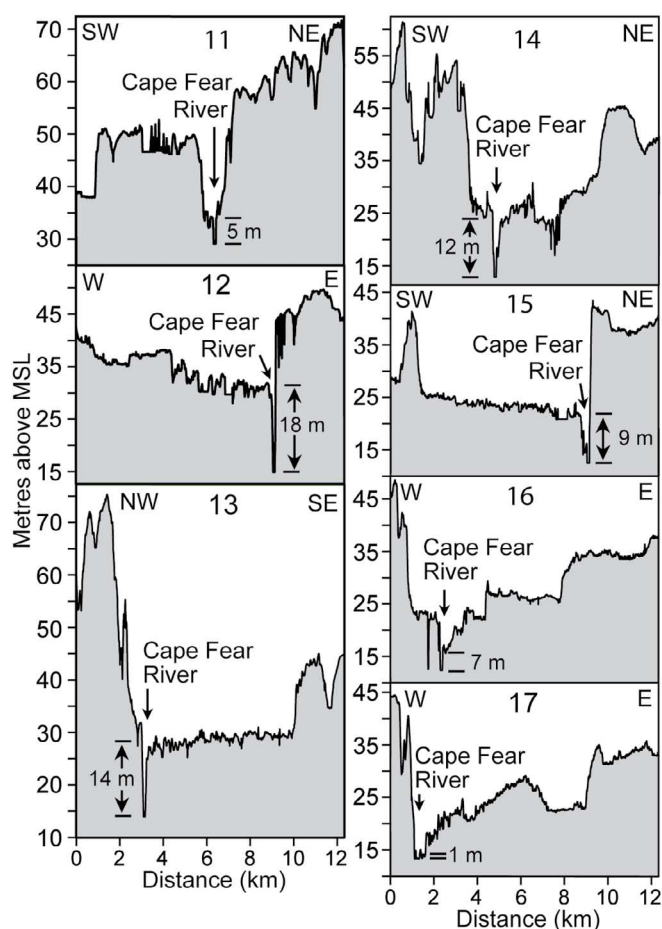 Metres above MSL
SW 11 NE
Cape Fear
River
5 m
70
60
50
40
30
W 12 E
Cape Fear
River
18 m
45
35
25
15
NW 13 SE
Cape Fear
River
14 m
70
60
50
40
30
20
10
0 2 4 6 8 10 12
Distance (km)
SW 14 NE
Cape Fear
River
12 m
55
45
35
25
15
SW 15 NE
Cape Fear
River
9 m
45
35
25
15
W 16 E
Cape Fear
River
7 m
45
35
25
15
W 17 E
Cape Fear
River
1 m
45
35
25
15
0 2 4 6 8 10 12
Distance (km)